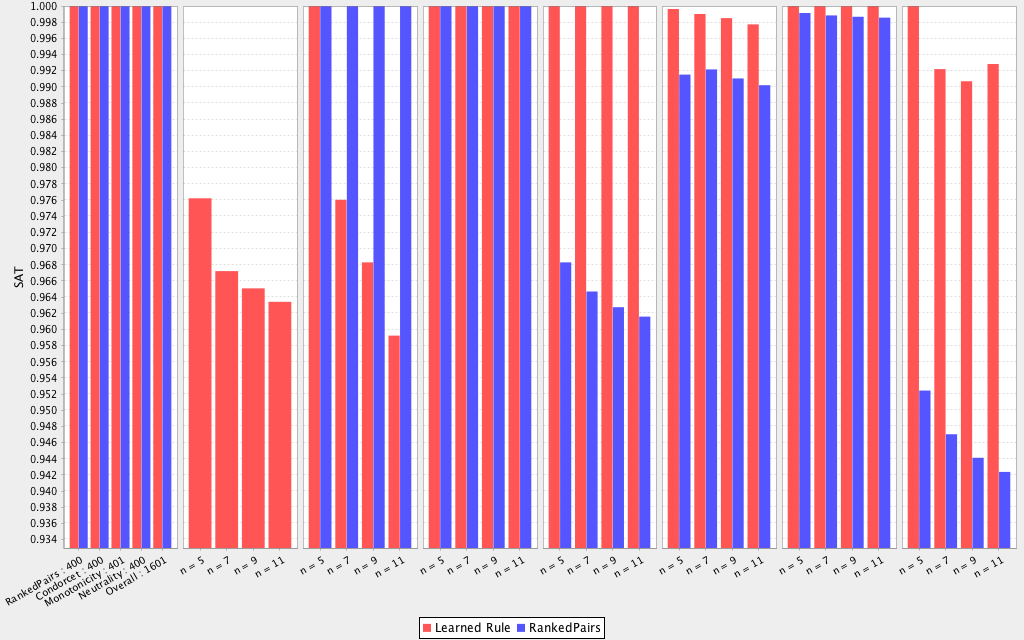 SAT
1.000
0.998
0.996
0.994
0.992
0.990
0.988
0.986
0.984
0.982
0.980
0.978
0.976
0.974
0.972
0.970
0.968
0.966
0.964
0.962
0.960
0.958
0.956
0.954
0.952
0.950
0.948
0.946
0.944
0.942
0.940
0.938
0.936
0.934
RankedPairs : 400
Condorcet : 400
Monotonicity : 401
Neutrality : 400
Overall : 1601
n = 5
n = 7
n = 9
n = 11
n = 5
n = 7
n = 9
n = 11
n = 5
n = 7
n = 9
n = 11
n = 5
n = 7
n = 9
n = 11
n = 5
n = 7
n = 9
n = 11
n = 5
n = 7
n = 9
n = 11
n = 5
n = 7
n = 9
n = 11
Learned Rule RankedPairs